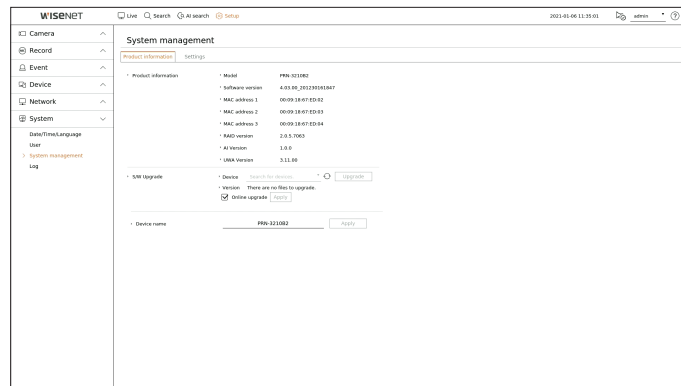 WISENET
Live Search AI search Setup 2021-01-06 11:35:01 admin ?
Camera
Record
Event
Device
Network
System
Date/Time/Language
User
> System management
Log
System management
Product information Settings
Product information
Model PRN-3210B2
Software version 4.03.00_201230161847
MAC address 1 00:09:18:67:ED:02
MAC address 2 00:09:18:67:ED:03
MAC address 3 00:09:18:67:ED:04
RAID version 2.0.5.7063
AI Version 1.0.0
UWA Version 3.11.80
S/W Upgrade
Device Search for devices Upgrade
Version There are no files to upgrade.
Online upgrade Apply
Device name PRN-3210B2 Apply